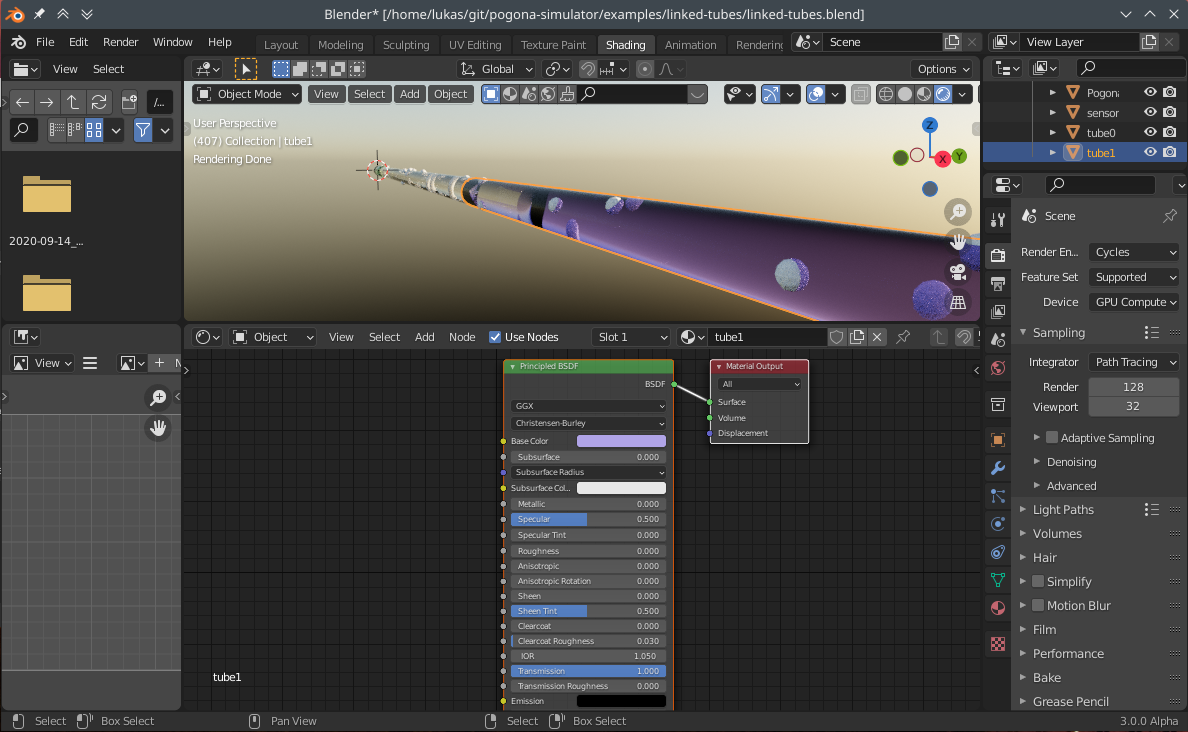 Blender* [/home/lukas/git/pogona-simulator/examples/linked-tubes/linked-tubes.blend]
File Edit Render Window Help Layout Modeling Sculpting UV Editing Texture Paint Shading Animation Rendering Scene View Layer
View Select Global Options
Object Mode View Select Add Object
/...
User Perspective
(407) Collection | tube1
Rendering Done
Z
X
Y
2020-09-14_...
Pogona
sensor
tube0
tube1
Scene
Render En... Cycles
Feature Set Supported
Device GPU Compute
Sampling
Integrator Path Tracing
Render 128
Viewport 32
Adaptive Sampling
Denoising
Advanced
Light Paths
Volumes
Hair
Simplify
Motion Blur
Film
Performance
Bake
Grease Pencil
View N
Object View Select Add Node Use Nodes Slot 1 tube1
Principled BSDF
BSDF
GGX
Christensen-Burley
Base Color
Subsurface 0.000
Subsurface Radius
Subsurface Col...
Metallic 0.000
Specular 0.500
Specular Tint 0.000
Roughness 0.000
Anisotropic 0.000
Anisotropic Rotation 0.000
Sheen 0.000
Sheen Tint 0.500
Clearcoat 0.000
Clearcoat Roughness 0.030
IOR 1.050
Transmission 1.000
Transmission Roughness 0.000
Emission
Material Output
All
Surface
Volume
Displacement
tube1
Select Box Select Pan View Select Box Select 3.0.0 Alpha